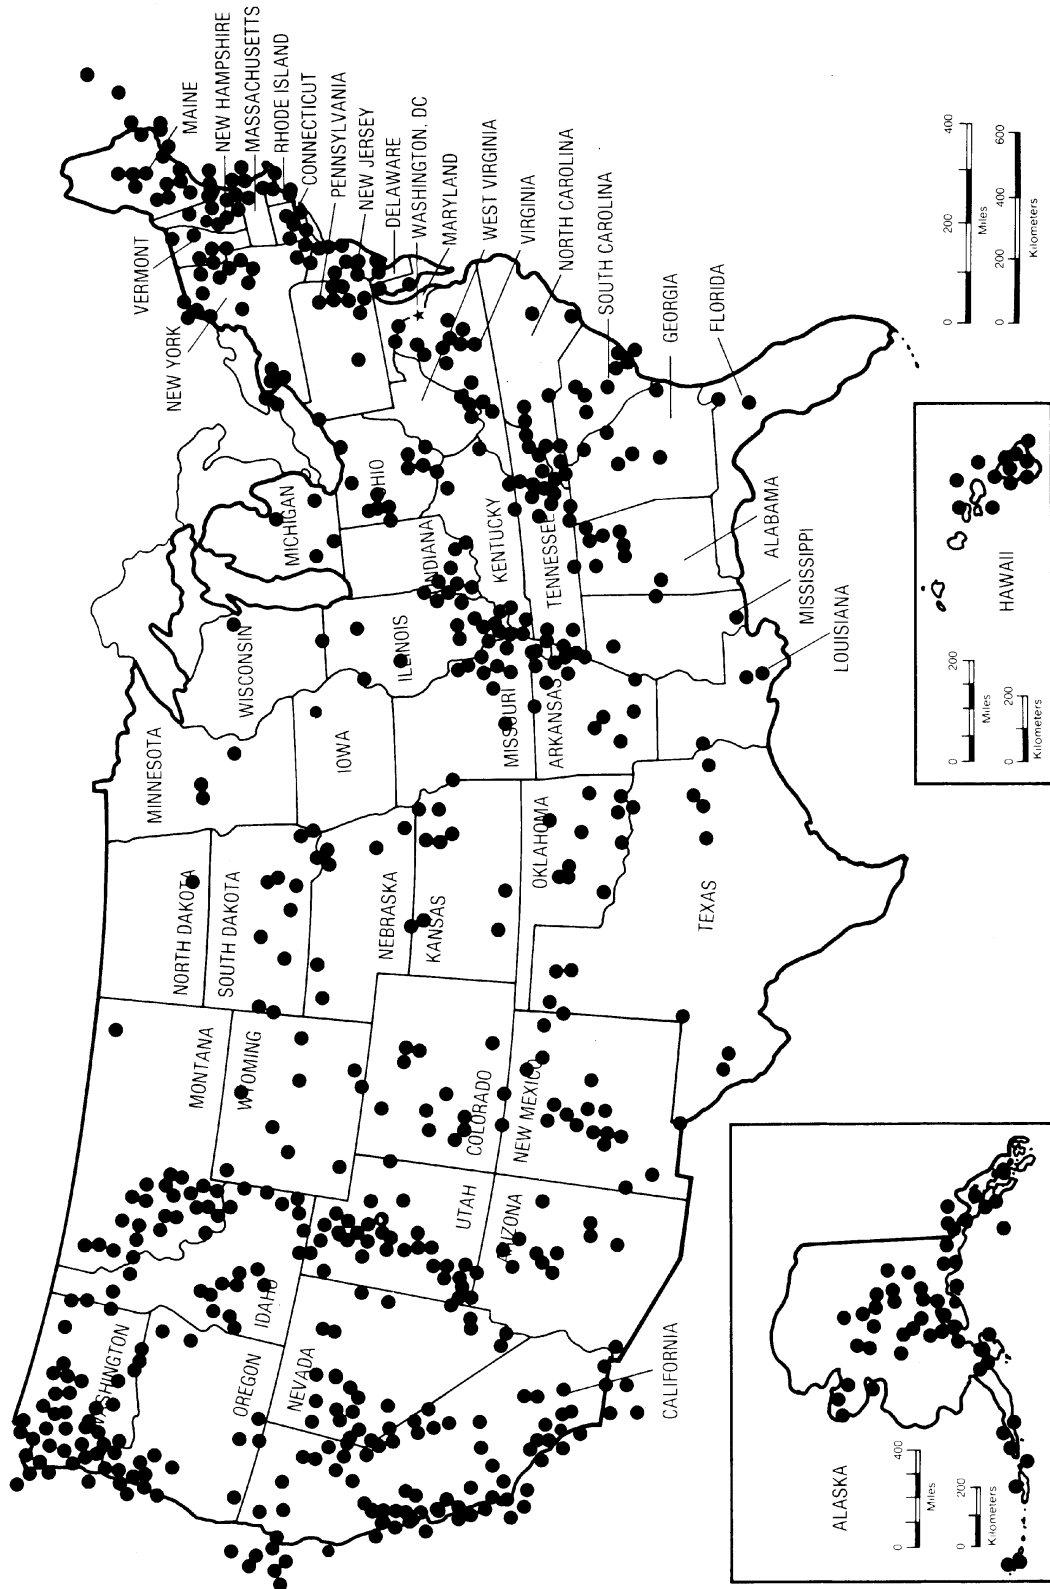 WASHINGTON
OREGON
CALIFORNIA
NEVADA
IDAHO
MONTANA
WYOMING
UTAH
ARIZONA
COLORADO
NEW MEXICO
NORTH DAKOTA
SOUTH DAKOTA
NEBRASKA
KANSAS
OKLAHOMA
TEXAS
MINNESOTA
IOWA
MISSOURI
ARKANSAS
LOUISIANA
WISCONSIN
ILLINOIS
MICHIGAN
INDIANA
OHIO
KENTUCKY
TENNESSEE
MISSISSIPPI
ALABAMA
GEORGIA
FLORIDA
SOUTH CAROLINA
NORTH CAROLINA
VIRGINIA
WEST VIRGINIA
MARYLAND
WASHINGTON, DC
DELAWARE
NEW JERSEY
PENNSYLVANIA
CONNECTICUT
RHODE ISLAND
MASSACHUSETTS
NEW HAMPSHIRE
MAINE
VERMONT
NEW YORK
ALASKA
0 400
Miles
0 200
Kilometers
HAWAII
0 200
Miles
0 200
Kilometers
0 200 400
Miles
0 200 400 600
Kilometers